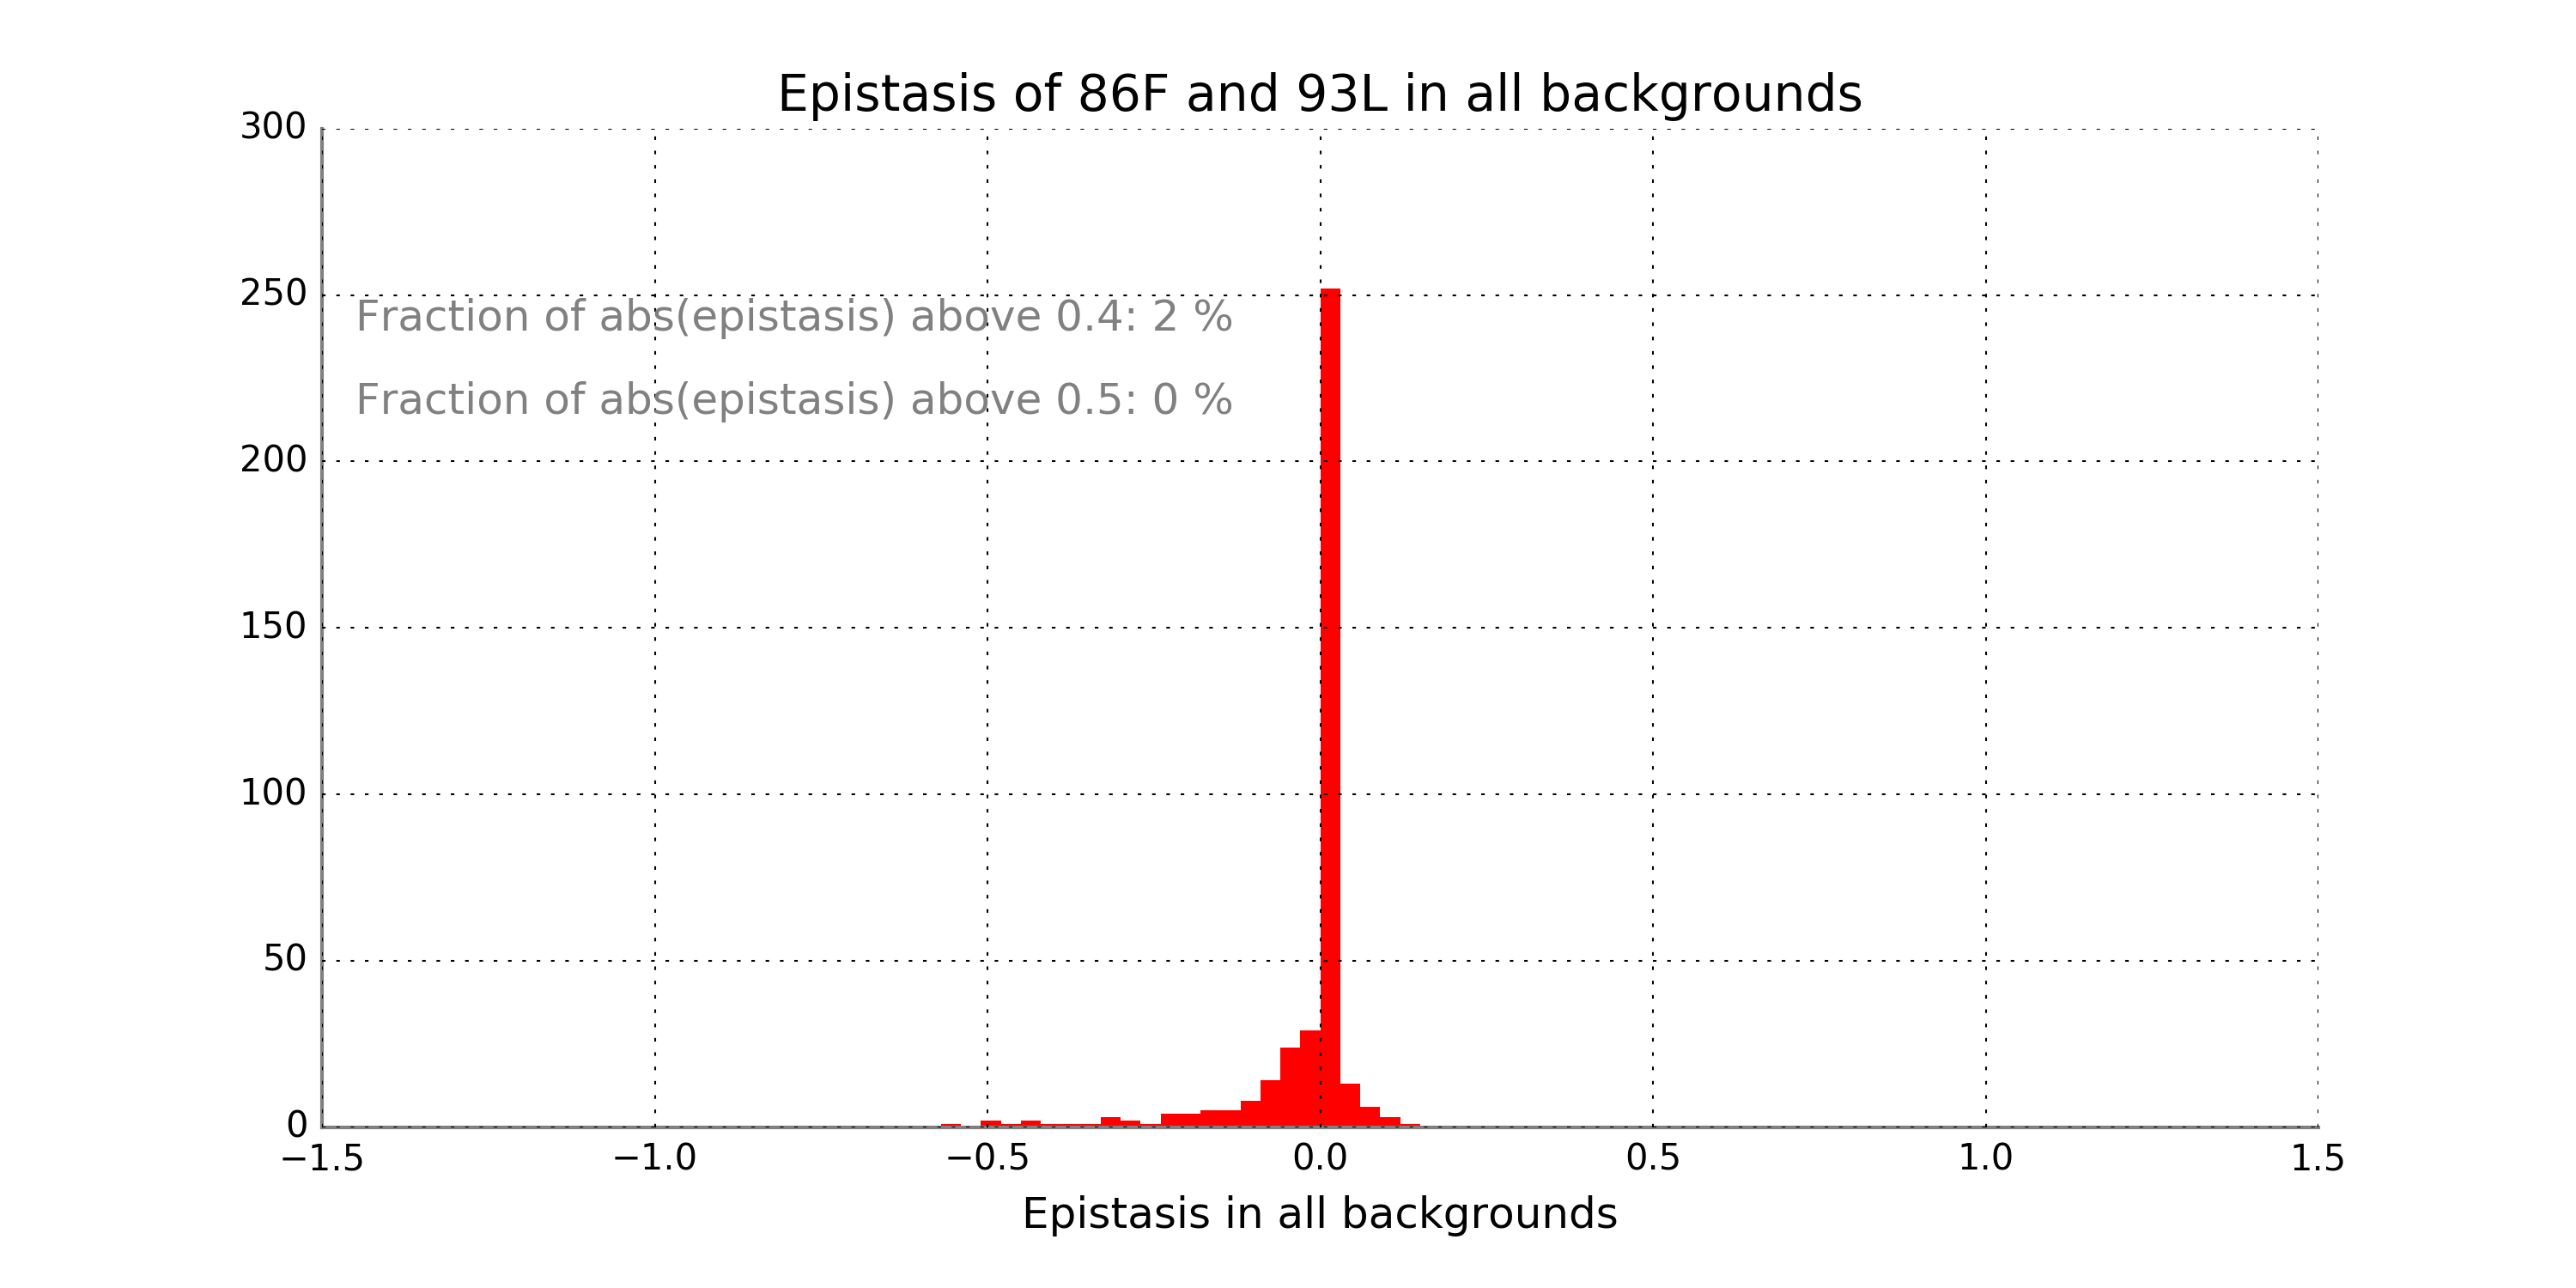 Epistasis of 86F and 93L in all backgrounds
300
250
Fraction of abs(epistasis) above 0.4: 2 %
Fraction of abs(epistasis) above 0.5: 0 %
200
150
100
50
0
−1.5 −1.0 −0.5 0.0 0.5 1.0 1.5
Epistasis in all backgrounds